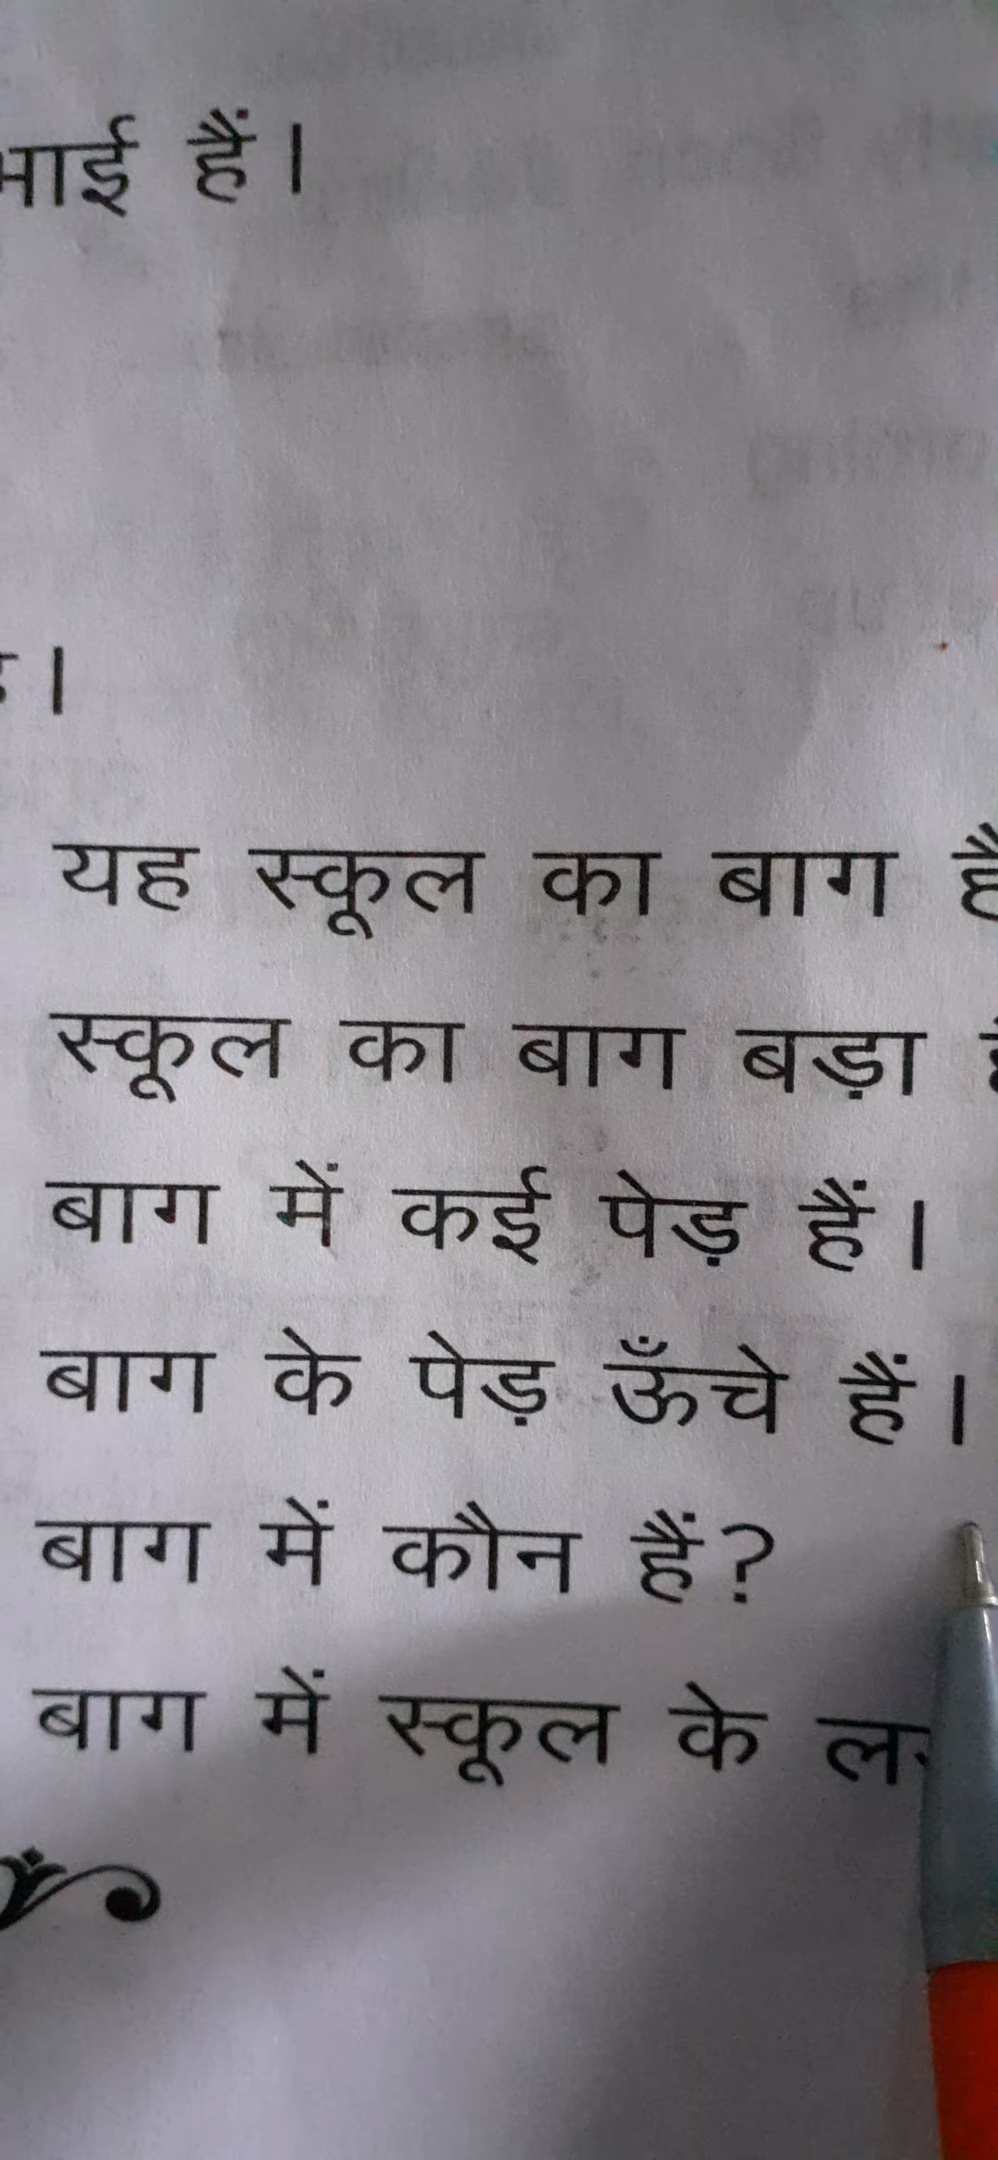 भाई हैं।
।
यह स्कूल का बाग है
स्कूल का बाग बड़ा
बाग में कई पेड़ हैं।
बाग के पेड़ ऊँचे हैं।
बाग में कौन हैं?
बाग में स्कूल के